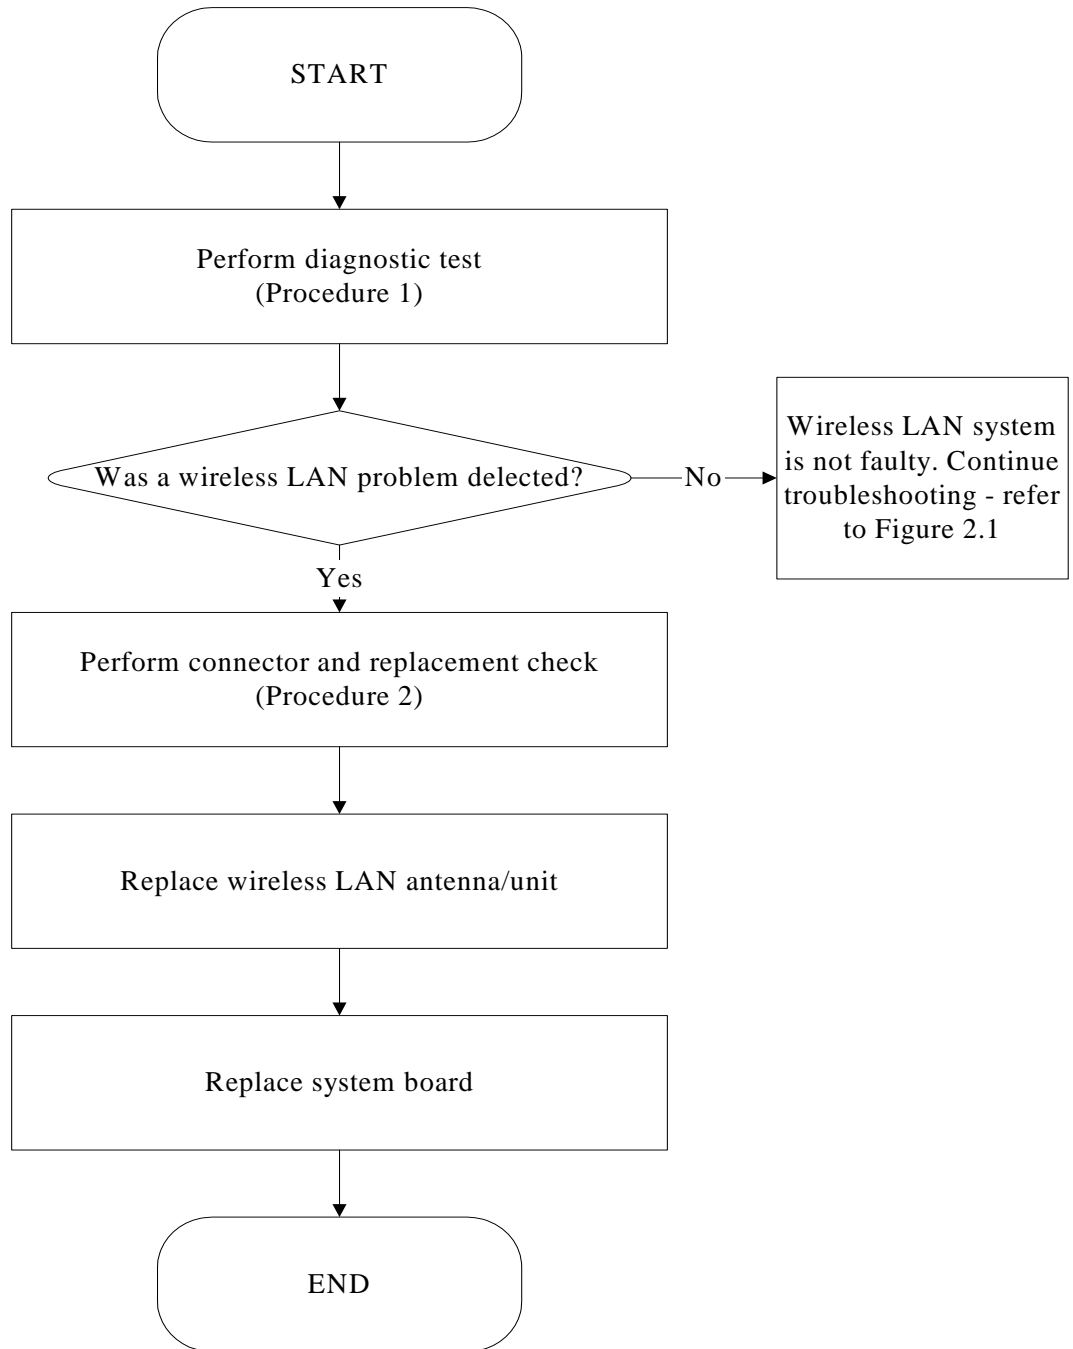 START
Perform diagnostic test
(Procedure 1)
Was a wireless LAN problem delected?
No
Wireless LAN system
is not faulty. Continue
troubleshooting - refer
to Figure 2.1
Yes
Perform connector and replacement check
(Procedure 2)
Replace wireless LAN antenna/unit
Replace system board
END